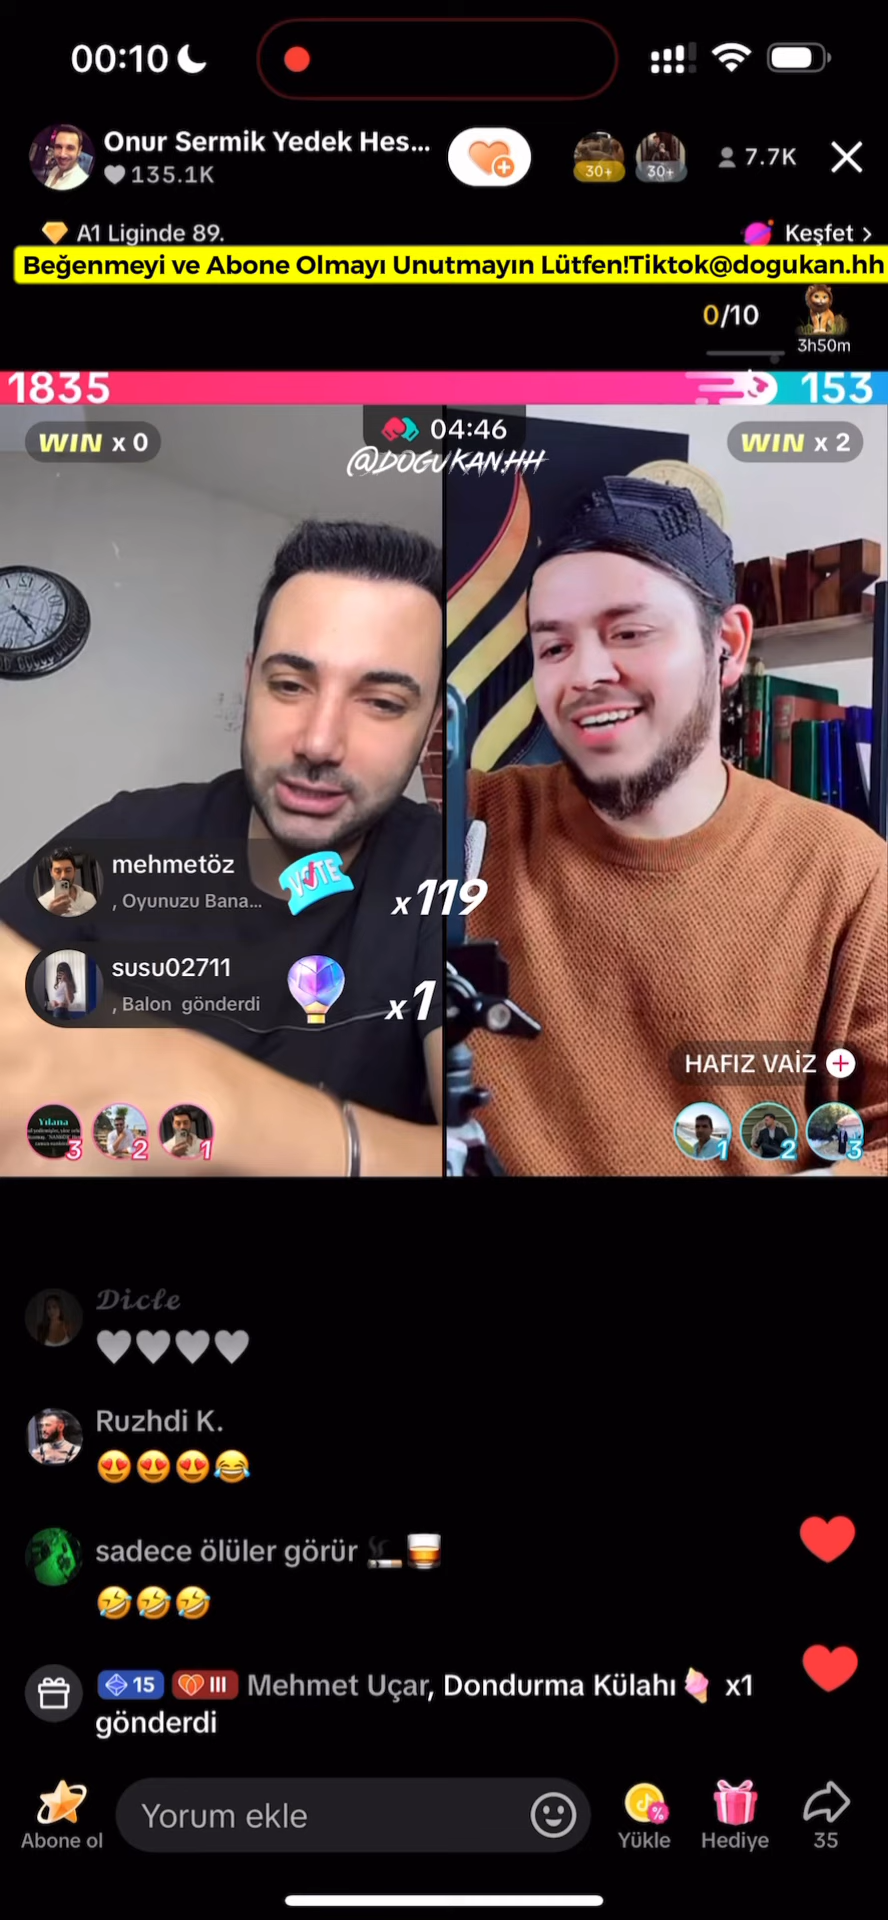 00:10
Onur Sermik Yedek Hes...
135.1K
30+
30+
7.7K
A1 Liginde 89.
Keşfet >
Beğenmeyi ve Abone Olmayı Unutmayın Lütfen!Tiktok@dogukan.hh
0/10
3h50m
1835
153
WIN x 0
04:46
WIN x 2
@DOGUKAN.HH
mehmetöz
, Oyunuzu Bana...
VOTE
x119
susu02711
, Balon gönderdi
x1
HAFIZ VAİZ
Yılana
3
2
1
1
2
3
Dicle
Ruzhdi K.
sadece ölüler görür 🚬🥃
15
III
Mehmet Uçar, Dondurma Külahı x1
gönderdi
Abone ol
Yorum ekle
Yükle
Hediye
35